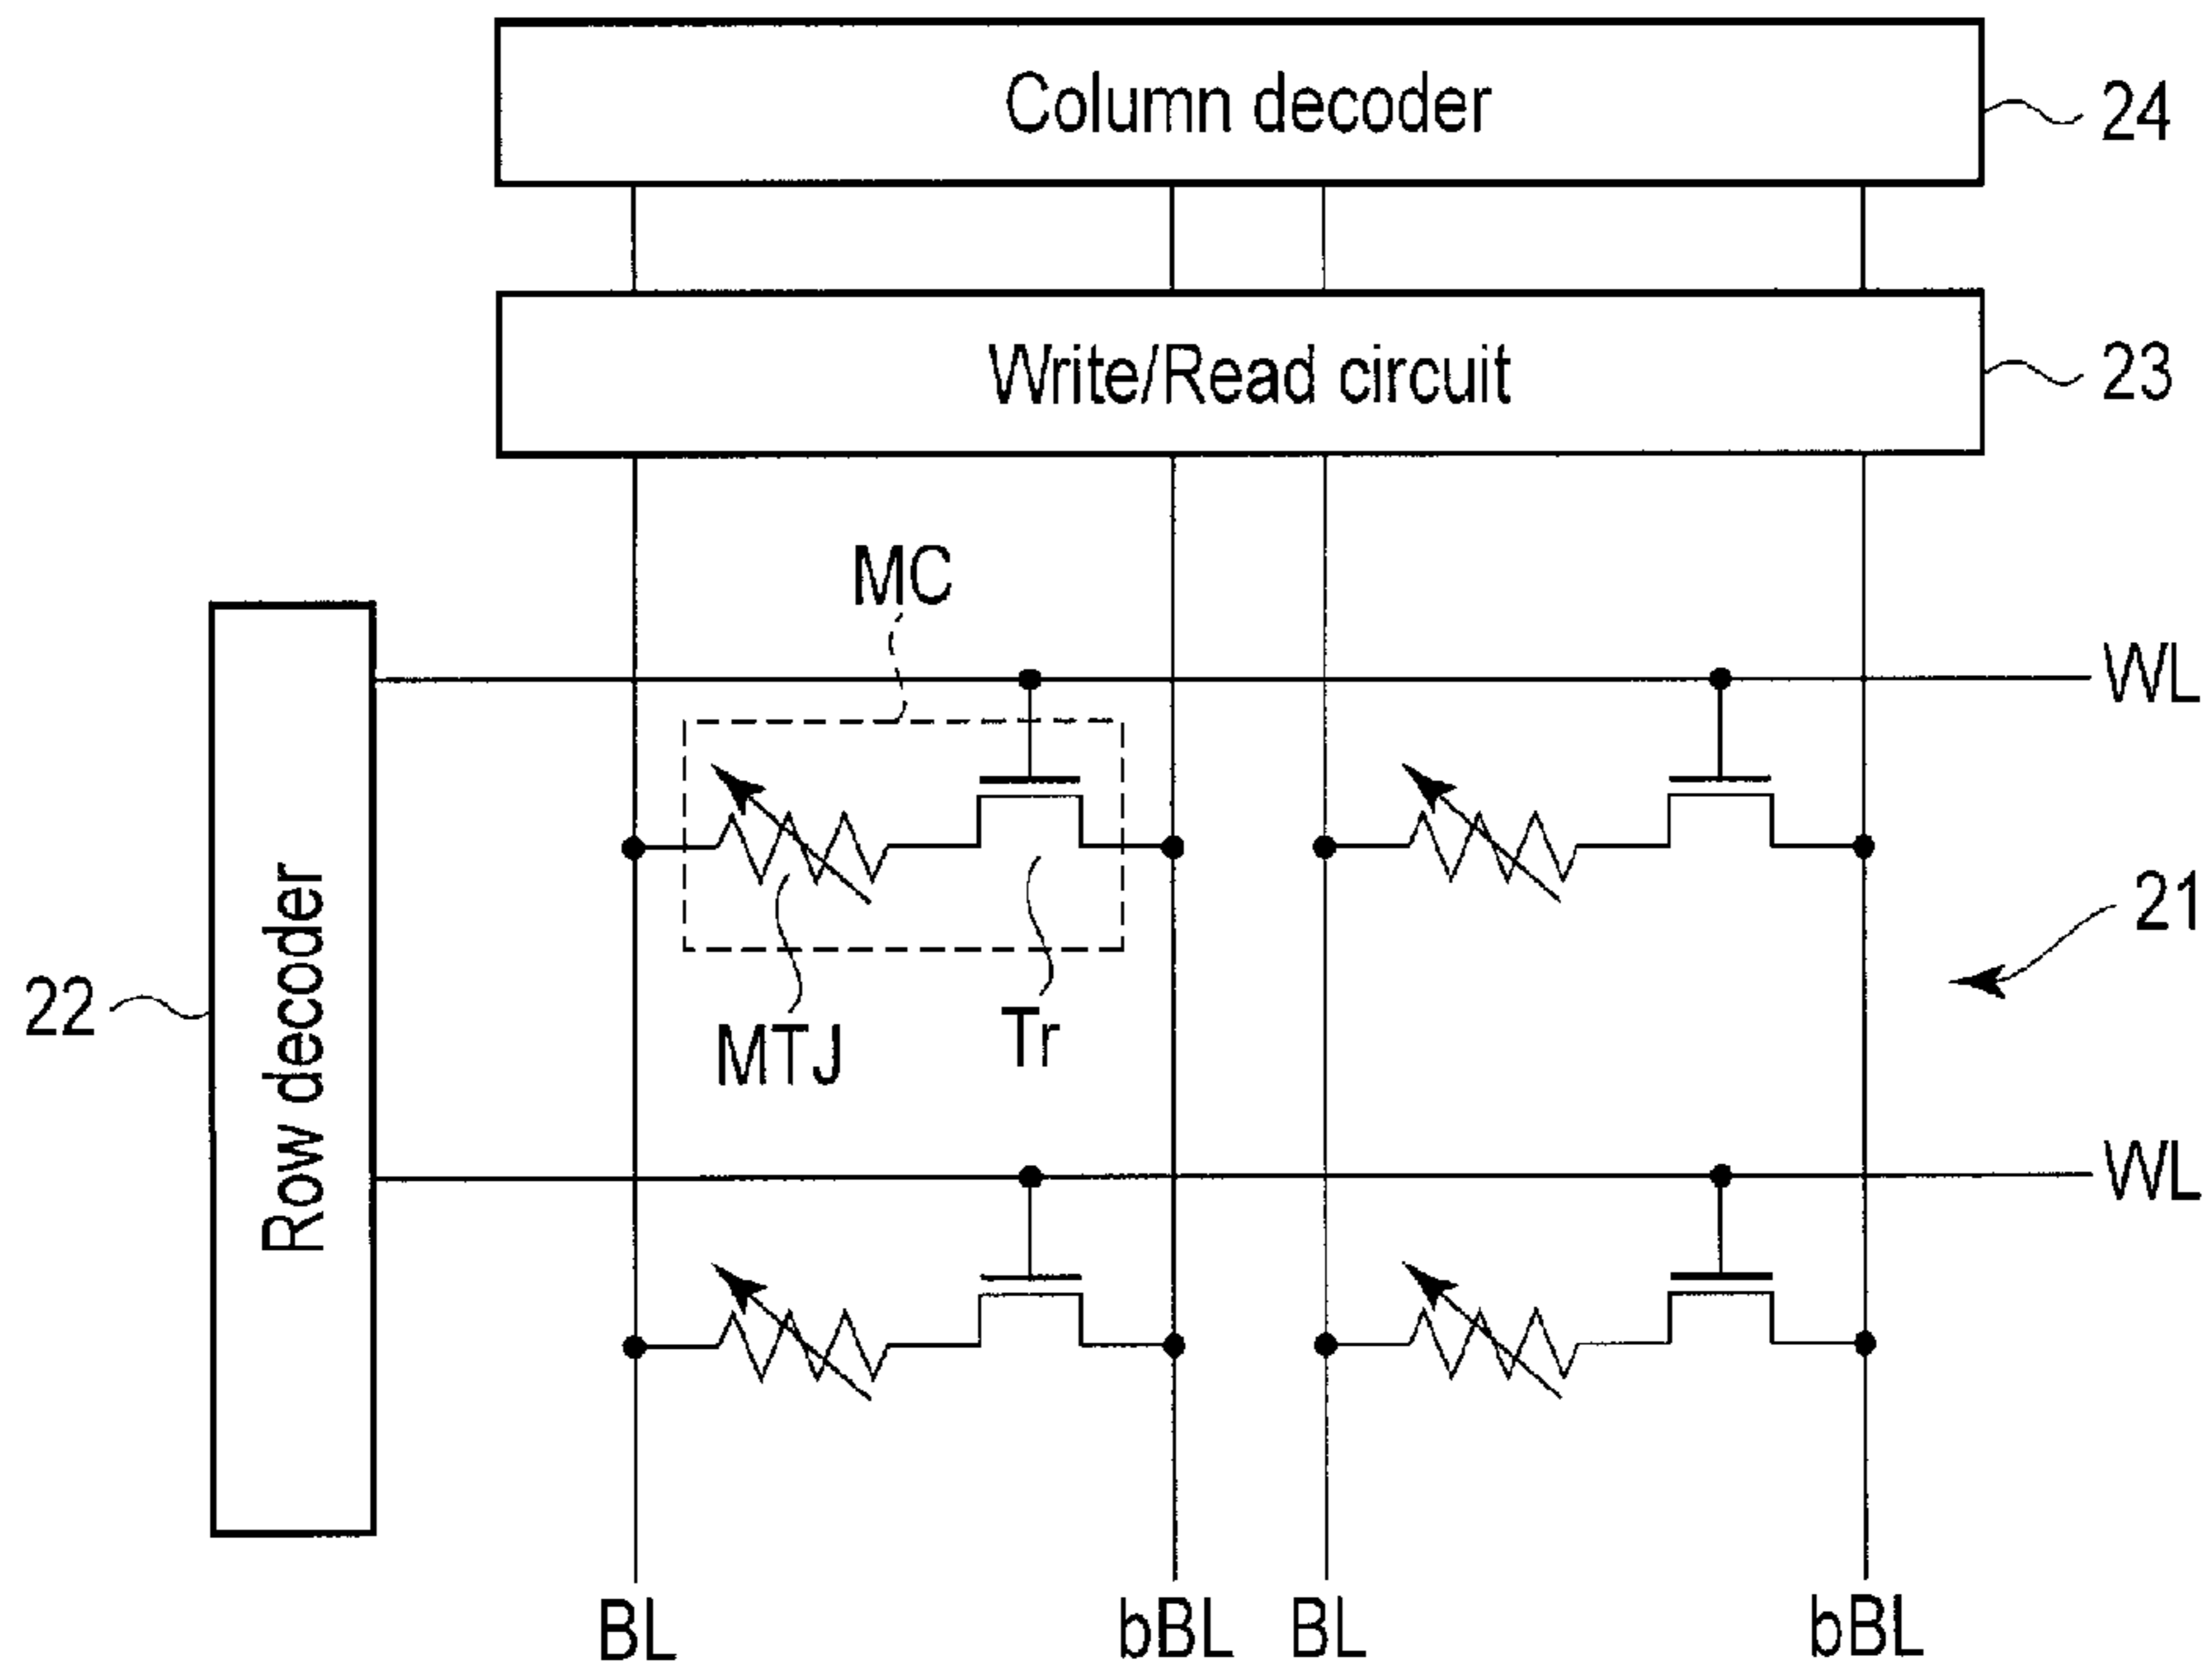 Column decoder
24
Write/Read circuit
23
MC
WL
21
22
Row decoder
MTJ
Tr
WL
BL
bBL
BL
bBL